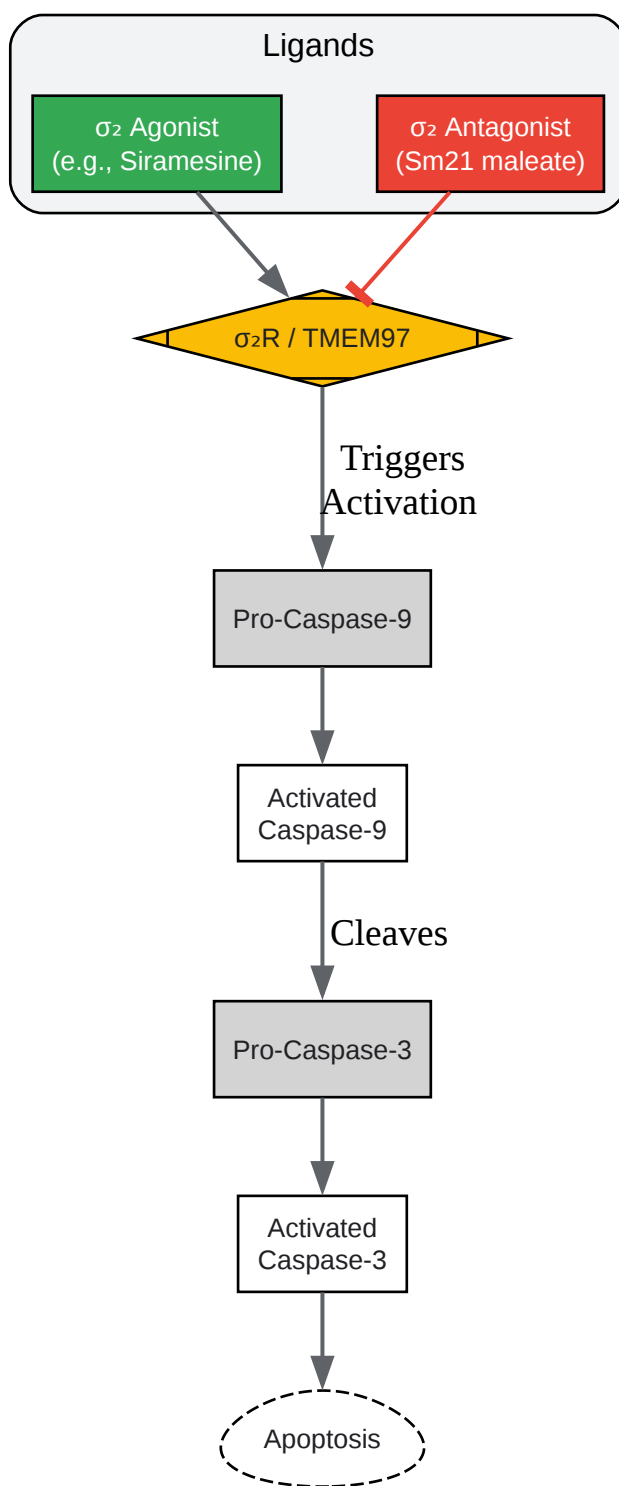 Ligands
σ₂ Agonist
(e.g., Siramesine)
σ₂ Antagonist
(Sm21 maleate)
σ₂R / TMEM97
Triggers
Activation
Pro-Caspase-9
Activated
Caspase-9
Cleaves
Pro-Caspase-3
Activated
Caspase-3
Apoptosis